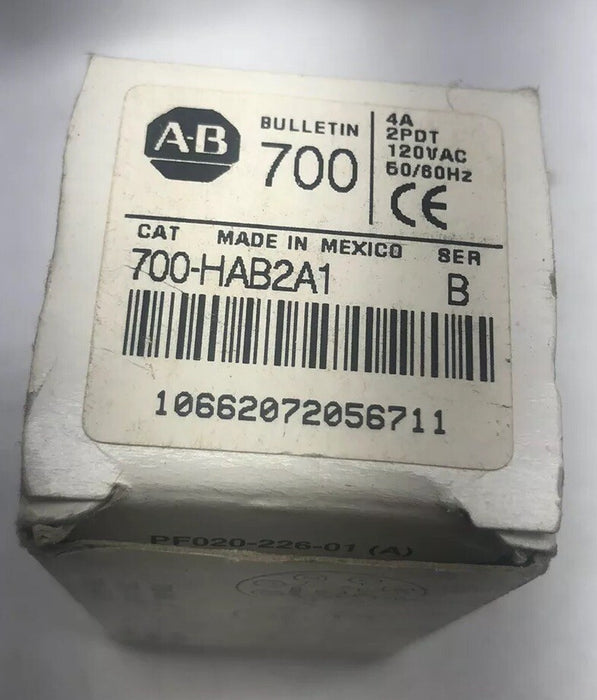 A-B
BULLETIN
700
4A
2PDT
120VAC
50/60Hz
CE
CAT MADE IN MEXICO SER
700-HAB2A1 B
10662072056711
PF020-226-01 (A)